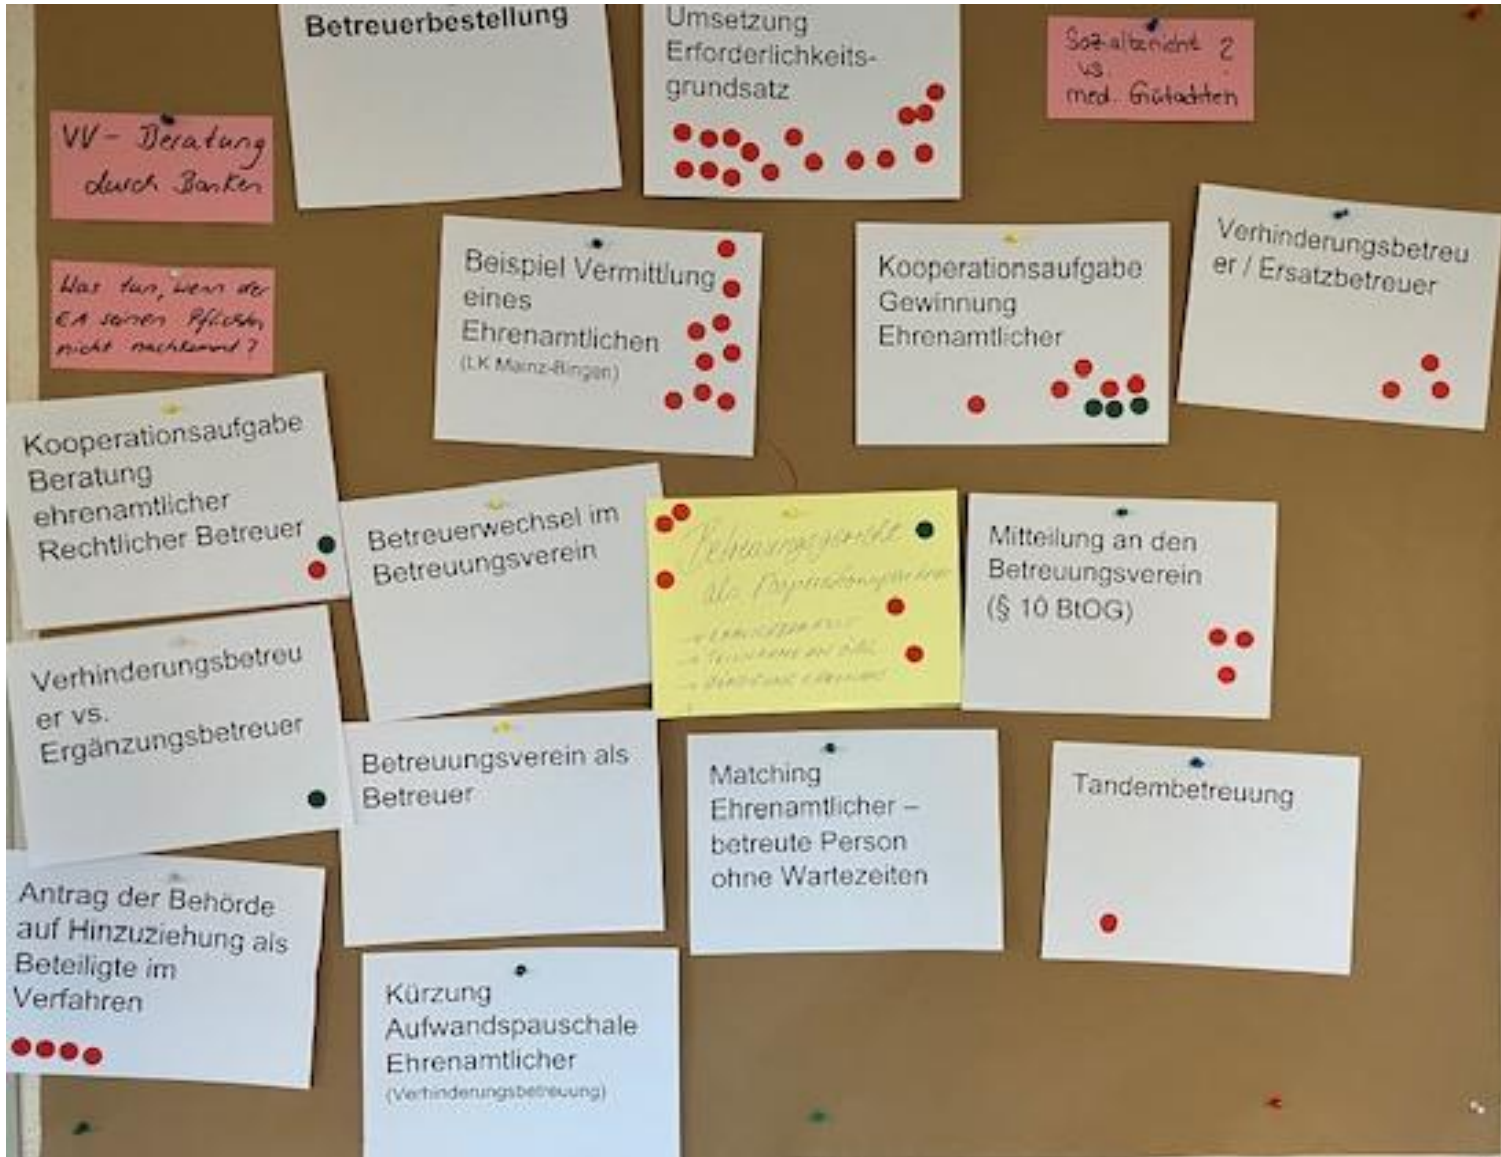 Betreuerbestellung
Umsetzung
Erforderlichkeits-
grundsatz
Sozialbericht ?
vs.
med. Gutachten
VV - Beratung
durch Banken
Was tun, wenn der
EA seinen Pflichten
nicht nachkommt?
Beispiel Vermittlung
eines
Ehrenamtlichen
(LK Mainz-Bingen)
Kooperationsaufgabe
Gewinnung
Ehrenamtlicher
Verhinderungsbetreu
er / Ersatzbetreuer
Kooperationsaufgabe
Beratung
ehrenamtlicher
Rechtlicher Betreuer
Betreuerwechsel im
Betreuungsverein
Betreuungsgericht
als Kooperationspartner
Mitteilung an den
Betreuungsverein
(§ 10 BtOG)
Verhinderungsbetreu
er vs.
Ergänzungsbetreuer
Betreuungsverein als
Betreuer
Matching
Ehrenamtlicher –
betreute Person
ohne Wartezeiten
Tandembetreuung
Antrag der Behörde
auf Hinzuziehung als
Beteiligte im
Verfahren
Kürzung
Aufwandspauschale
Ehrenamtlicher
(Verhinderungsbetreuung)